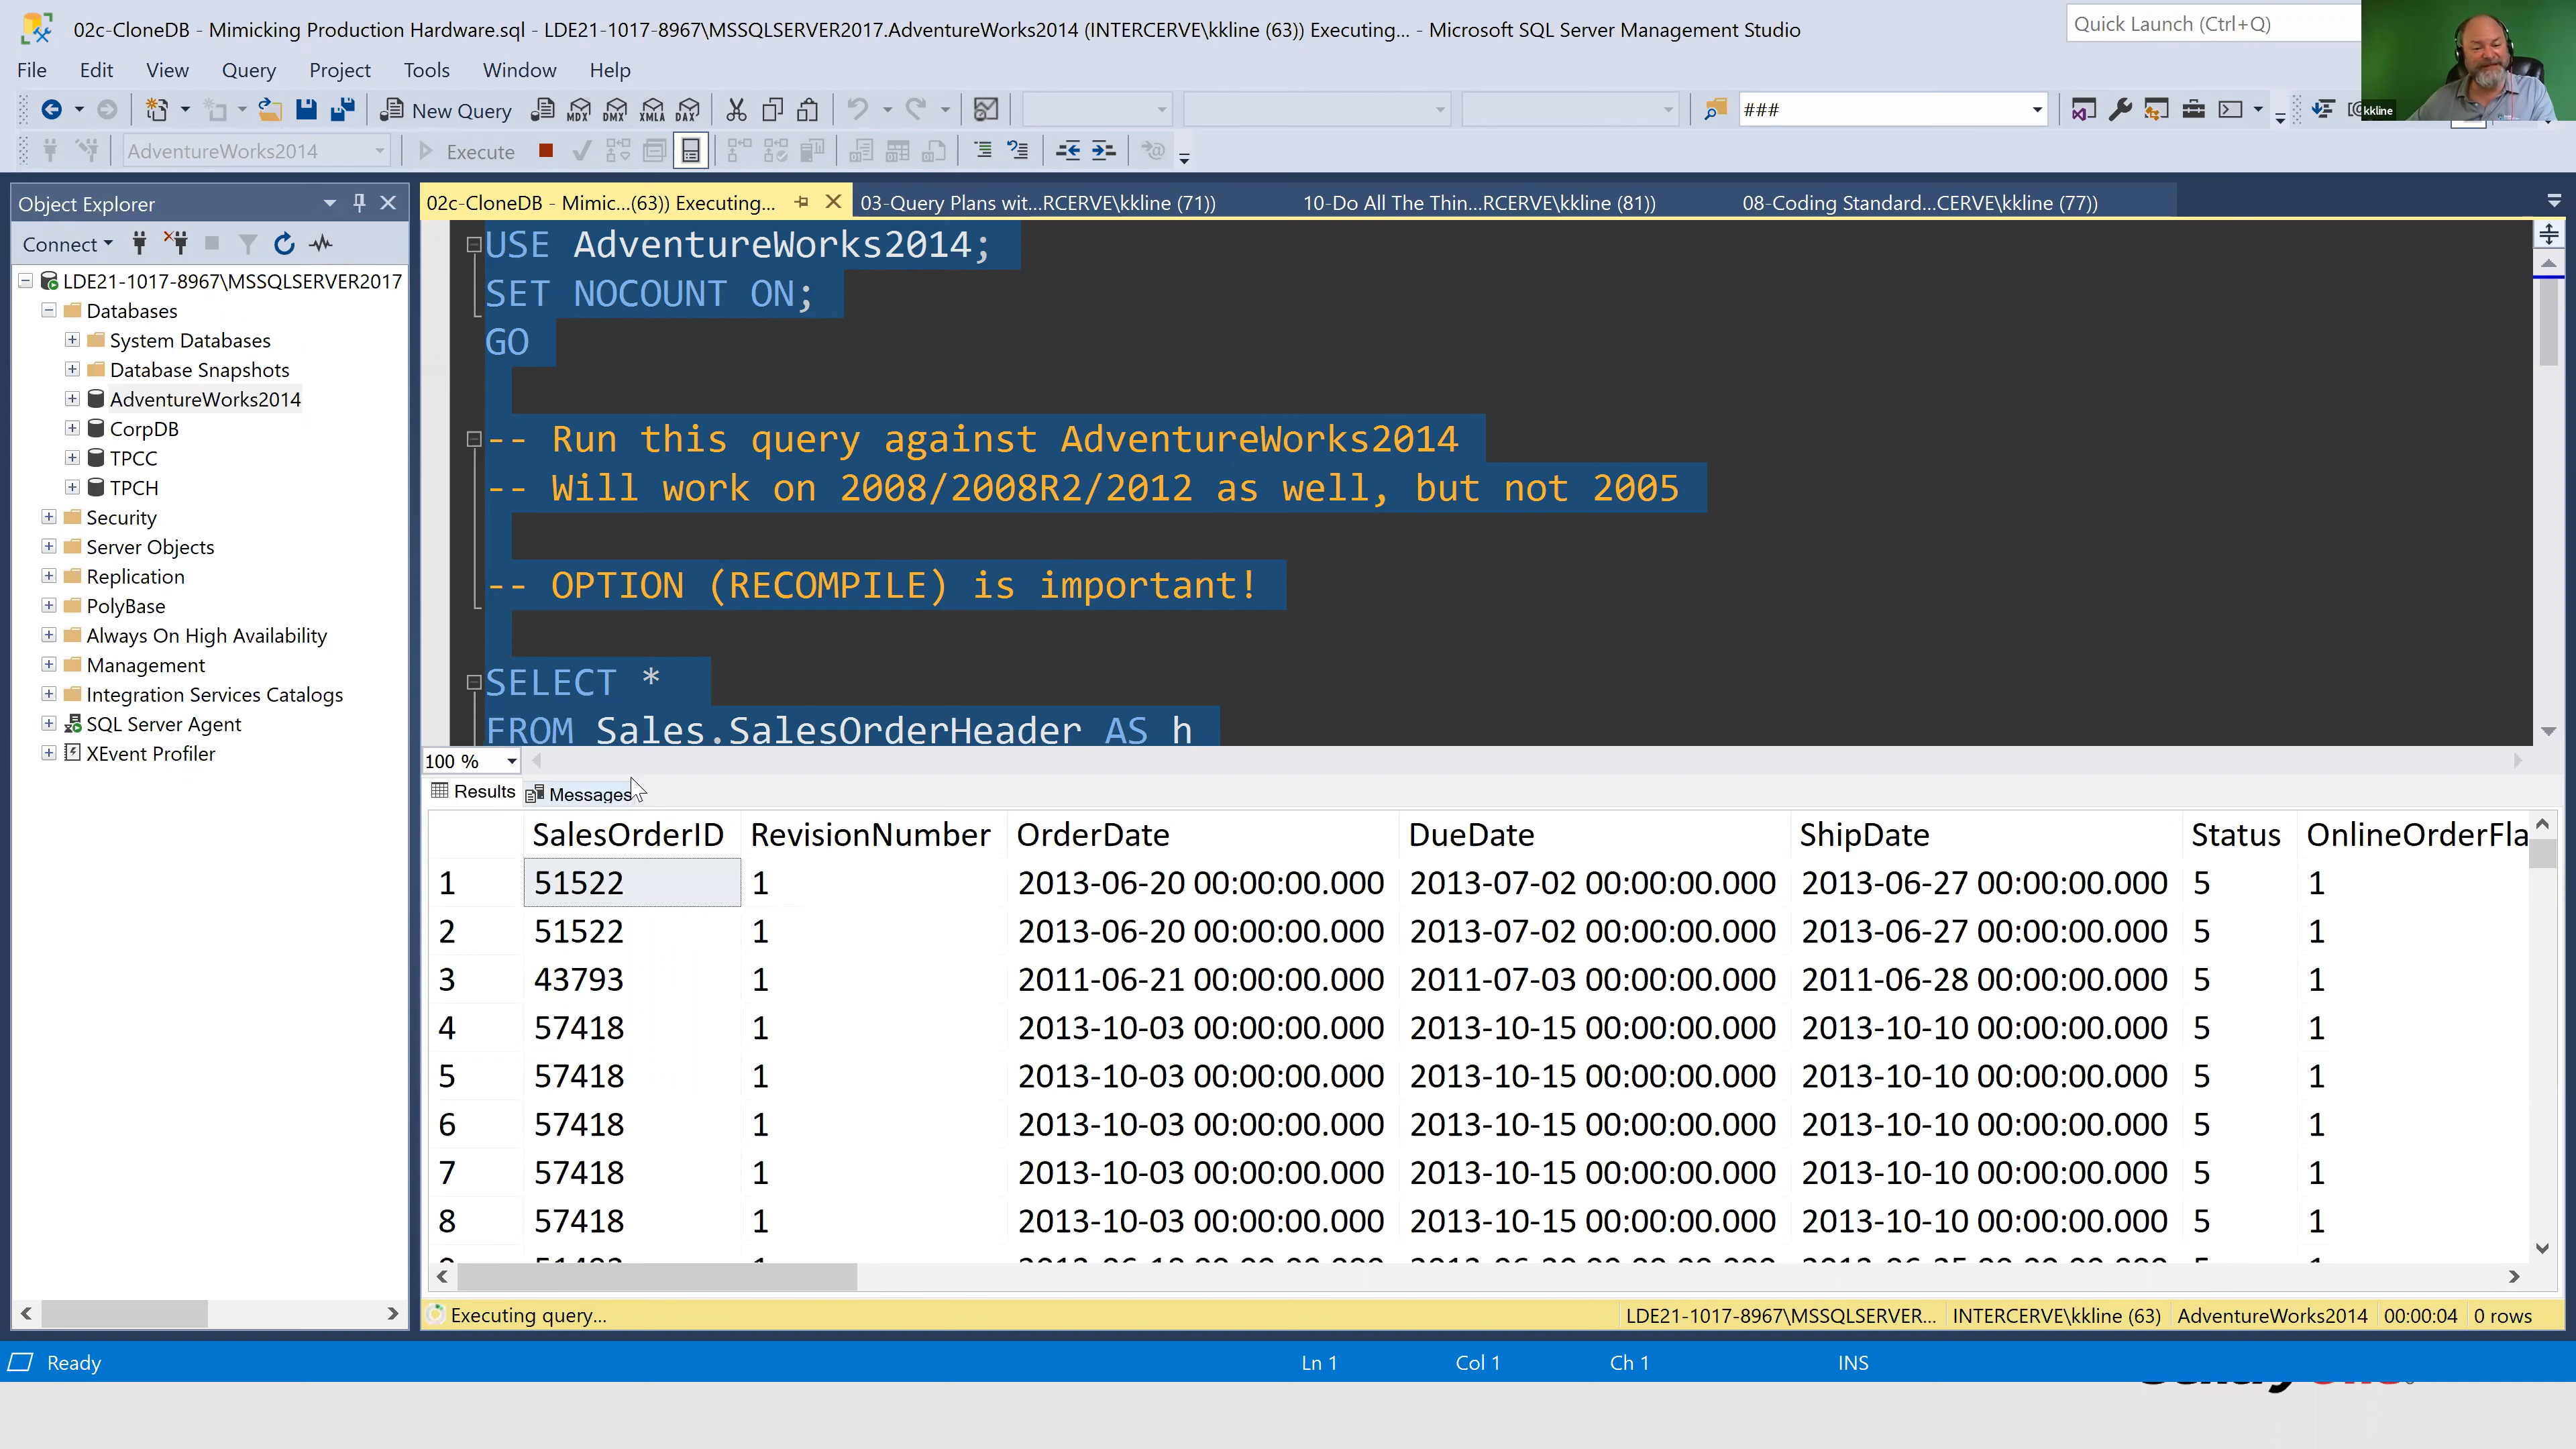 02c-CloneDB - Mimicking Production Hardware.sql - LDE21-1017-8967\MSSQLSERVER2017.AdventureWorks2014 (INTERCERVE\kkline (63)) Executing... - Microsoft SQL Server Management Studio
Quick Launch (Ctrl+Q)
kkline
File Edit View Query Project Tools Window Help
New Query MDX DMX XMLA DAX ###
AdventureWorks2014 Execute
Object Explorer
Connect
LDE21-1017-8967\MSSQLSERVER2017
Databases
System Databases
Database Snapshots
AdventureWorks2014
CorpDB
TPCC
TPCH
Security
Server Objects
Replication
PolyBase
Always On High Availability
Management
Integration Services Catalogs
SQL Server Agent
XEvent Profiler
02c-CloneDB - Mimic...(63)) Executing... 03-Query Plans wit...RCERVE\kkline (71)) 10-Do All The Thin...RCERVE\kkline (81)) 08-Coding Standard...CERVE\kkline (77))
USE AdventureWorks2014;
SET NOCOUNT ON;
GO
-- Run this query against AdventureWorks2014
-- Will work on 2008/2008R2/2012 as well, but not 2005
-- OPTION (RECOMPILE) is important!
SELECT *
FROM Sales.SalesOrderHeader AS h
100 %
Results Messages
SalesOrderID RevisionNumber OrderDate DueDate ShipDate Status OnlineOrderFla
1 51522 1 2013-06-20 00:00:00.000 2013-07-02 00:00:00.000 2013-06-27 00:00:00.000 5 1
2 51522 1 2013-06-20 00:00:00.000 2013-07-02 00:00:00.000 2013-06-27 00:00:00.000 5 1
3 43793 1 2011-06-21 00:00:00.000 2011-07-03 00:00:00.000 2011-06-28 00:00:00.000 5 1
4 57418 1 2013-10-03 00:00:00.000 2013-10-15 00:00:00.000 2013-10-10 00:00:00.000 5 1
5 57418 1 2013-10-03 00:00:00.000 2013-10-15 00:00:00.000 2013-10-10 00:00:00.000 5 1
6 57418 1 2013-10-03 00:00:00.000 2013-10-15 00:00:00.000 2013-10-10 00:00:00.000 5 1
7 57418 1 2013-10-03 00:00:00.000 2013-10-15 00:00:00.000 2013-10-10 00:00:00.000 5 1
8 57418 1 2013-10-03 00:00:00.000 2013-10-15 00:00:00.000 2013-10-10 00:00:00.000 5 1
Executing query... LDE21-1017-8967\MSSQLSERVER... INTERCERVE\kkline (63) AdventureWorks2014 00:00:04 0 rows
Ready Ln 1 Col 1 Ch 1 INS